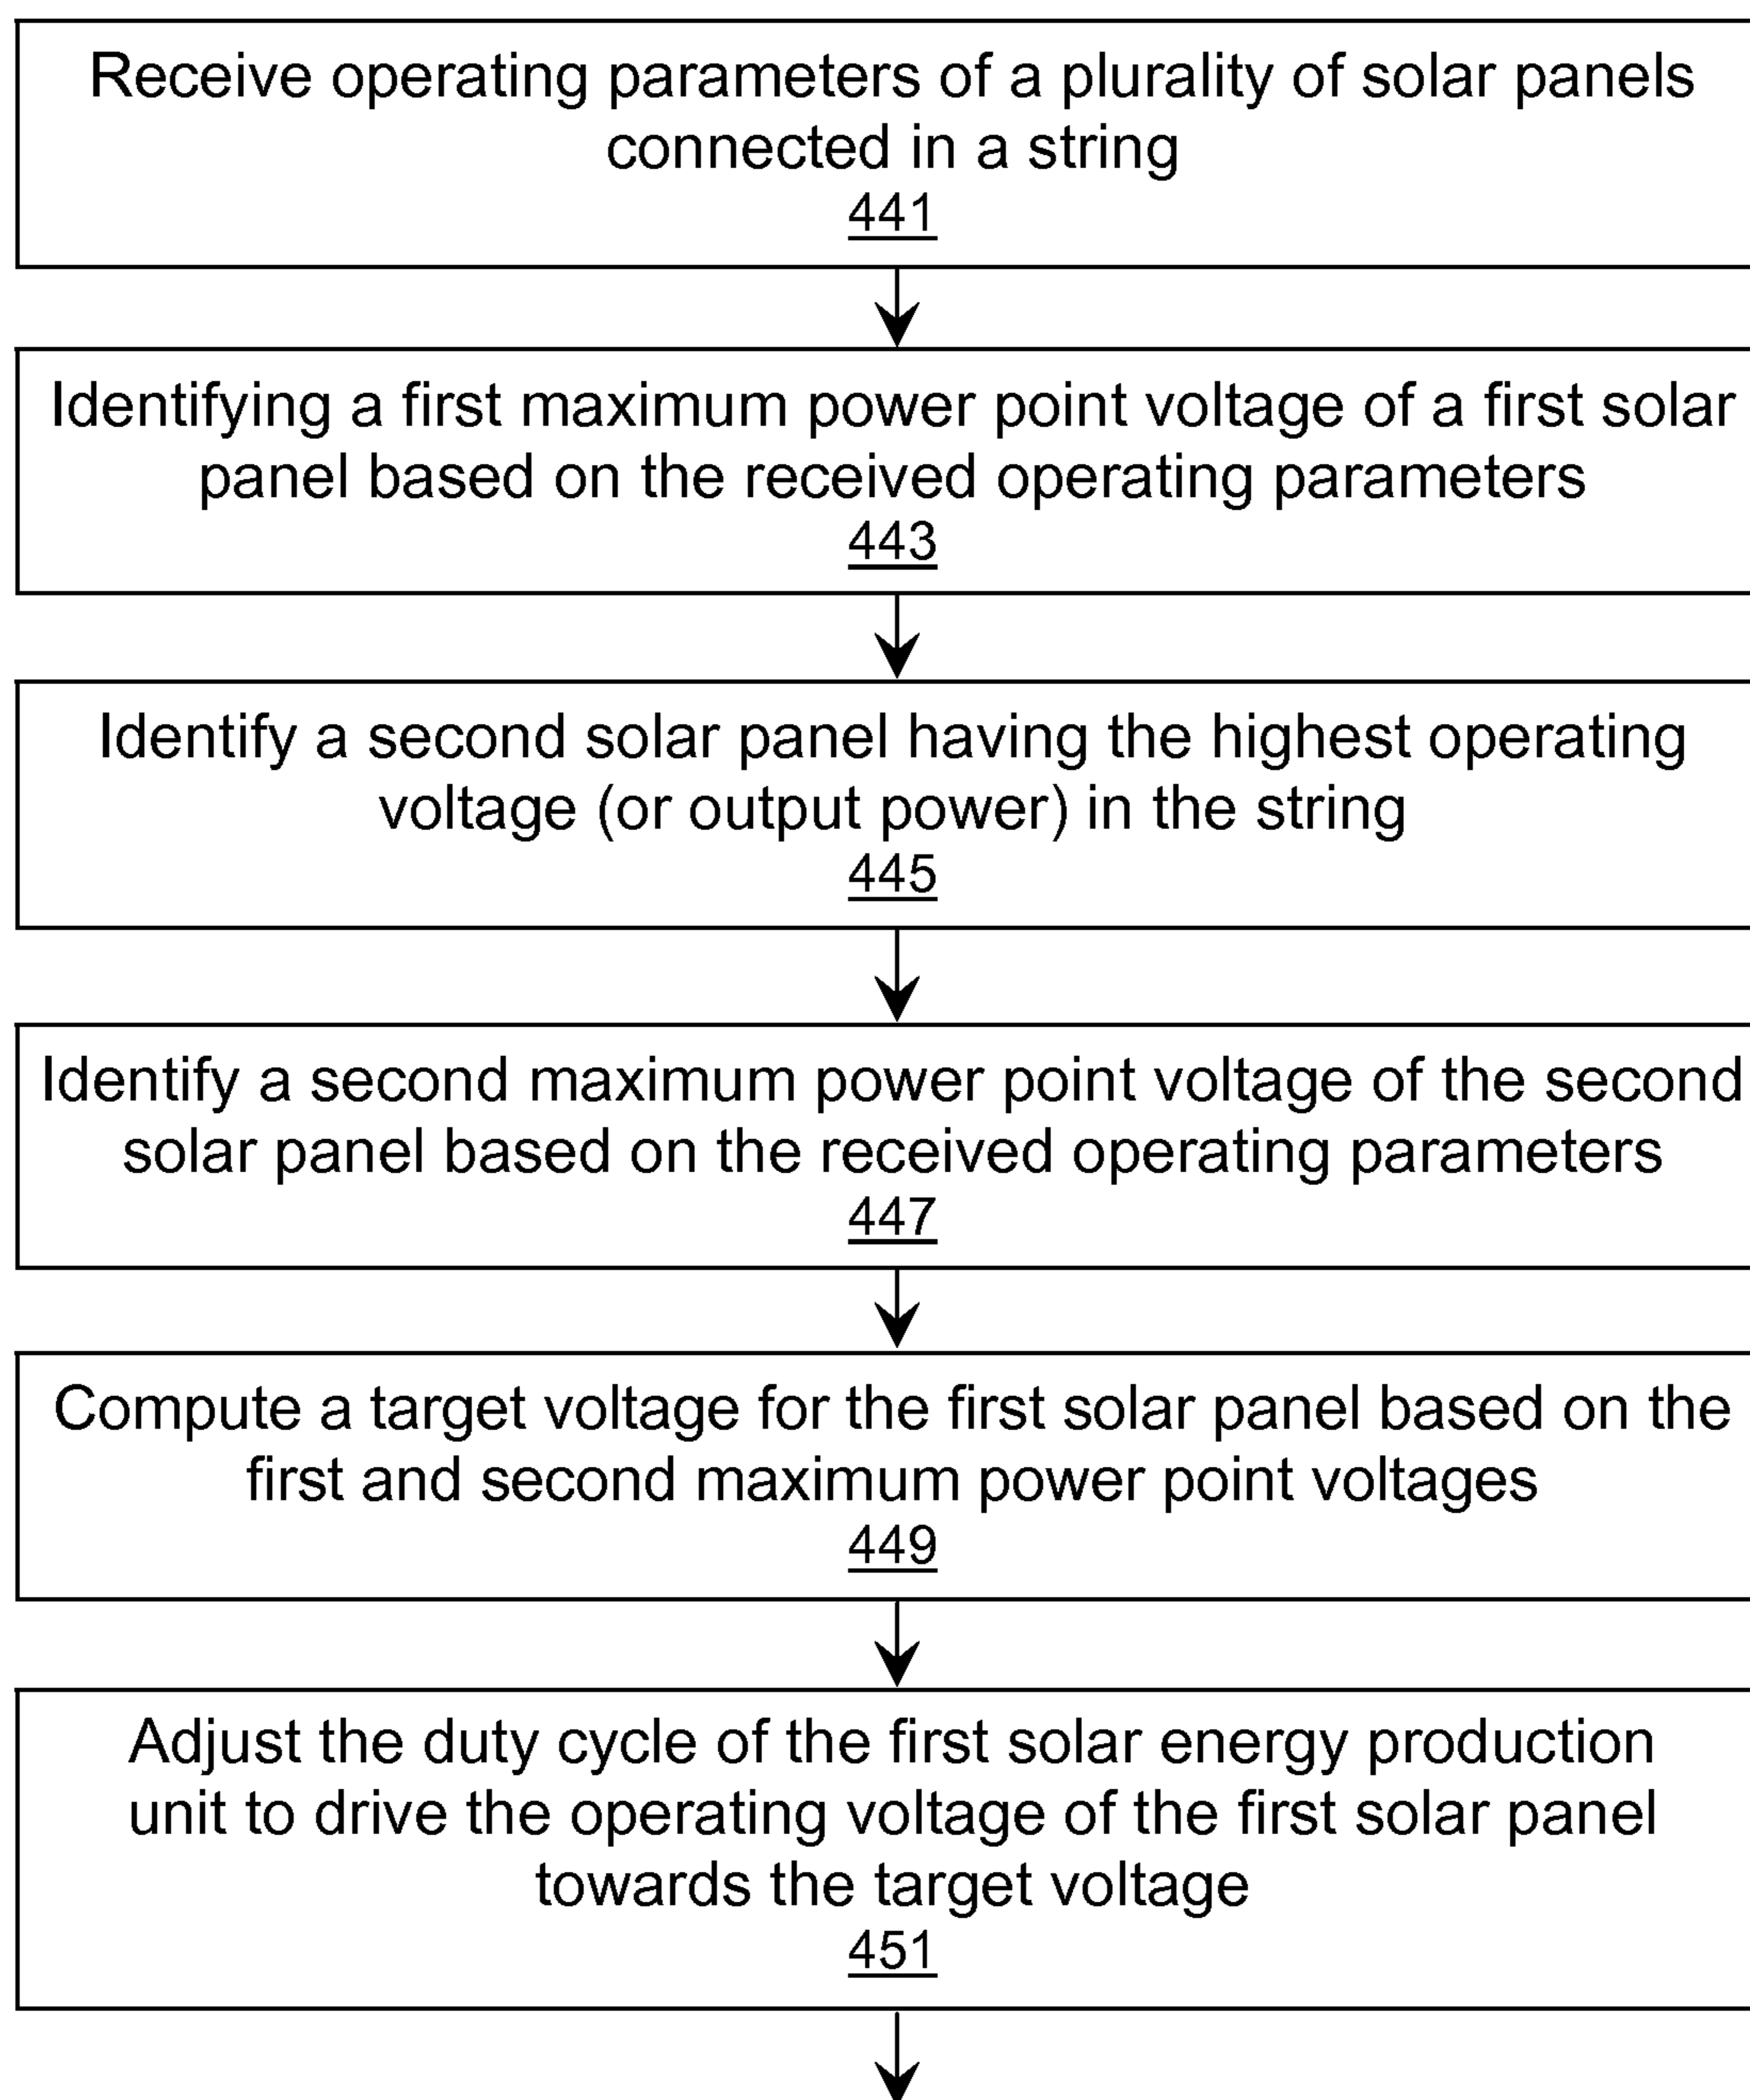 Receive operating parameters of a plurality of solar panels
connected in a string
441
Identifying a first maximum power point voltage of a first solar
panel based on the received operating parameters
443
Identify a second solar panel having the highest operating
voltage (or output power) in the string
445
Identify a second maximum power point voltage of the second
solar panel based on the received operating parameters
447
Compute a target voltage for the first solar panel based on the
first and second maximum power point voltages
449
Adjust the duty cycle of the first solar energy production
unit to drive the operating voltage of the first solar panel
towards the target voltage
451